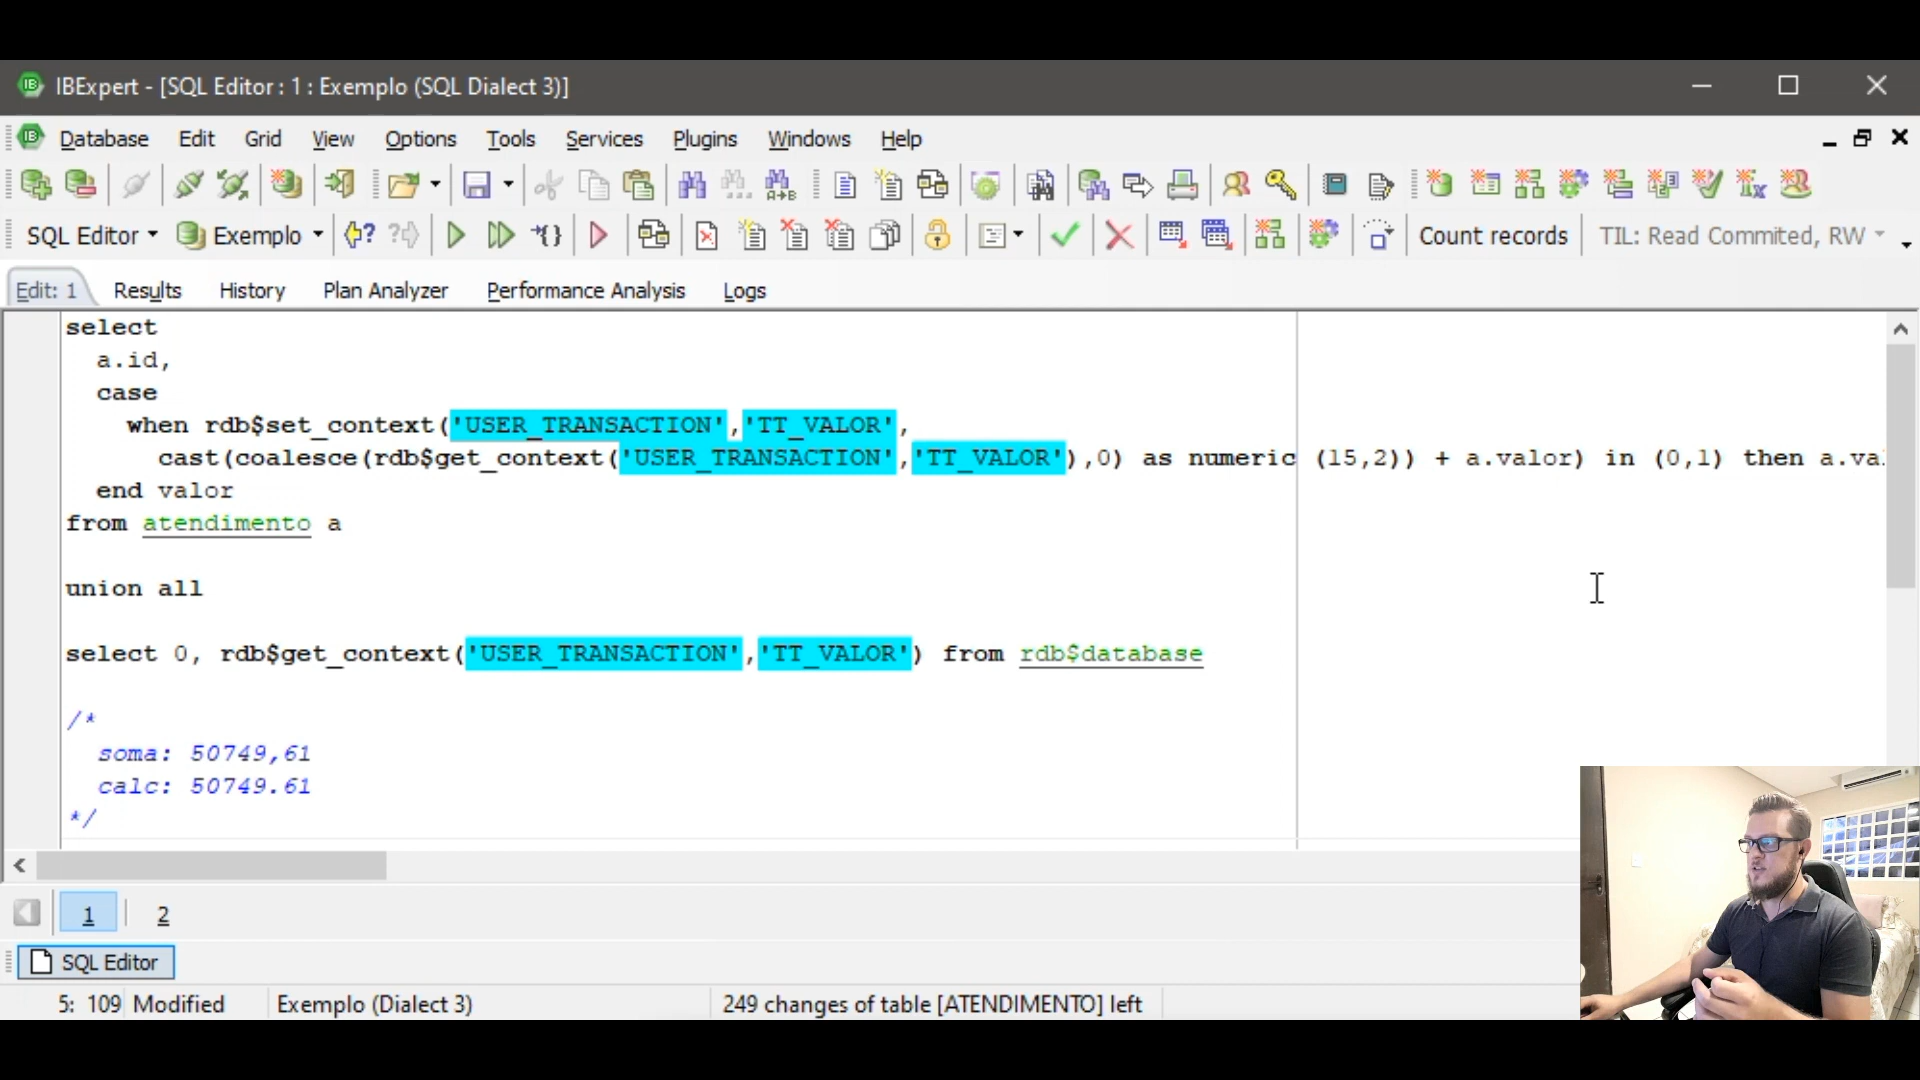 IBExpert - [SQL Editor : 1 : Exemplo (SQL Dialect 3)]
Database Edit Grid View Options Tools Services Plugins Windows Help
SQL Editor Exemplo Count records TIL: Read Commited, RW
Edit: 1 Results History Plan Analyzer Performance Analysis Logs
select
a.id,
case
when rdb$set_context('USER_TRANSACTION','TT_VALOR',
cast(coalesce(rdb$get_context('USER_TRANSACTION','TT_VALOR'),0) as numeric (15,2)) + a.valor) in (0,1) then a.va
end valor
from atendimento a
union all
select 0, rdb$get_context('USER_TRANSACTION','TT_VALOR') from rdb$database
/*
soma: 50749,61
calc: 50749.61
*/
1 2
SQL Editor
5: 109 Modified Exemplo (Dialect 3) 249 changes of table [ATENDIMENTO] left